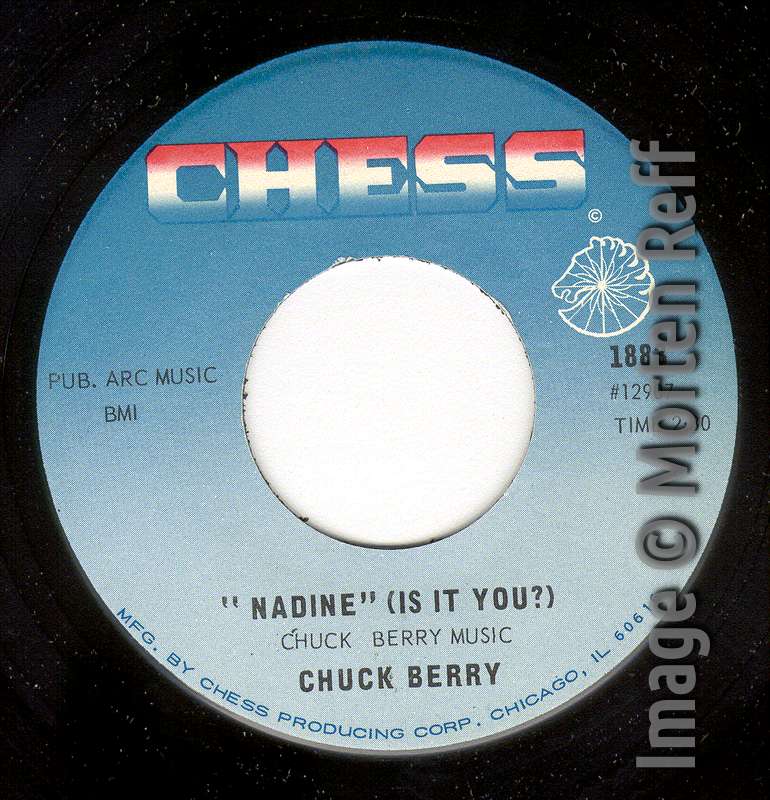 CHESS
©
PUB. ARC MUSIC
BMI
" NADINE" (IS IT YOU?)
CHUCK BERRY MUSIC
CHUCK BERRY
MFG. BY CHESS PRODUCING CORP. CHICAGO, IL
Image © Morten Reff